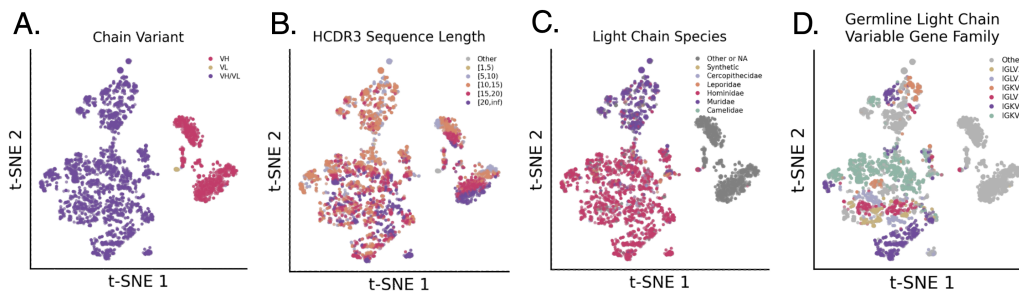 A.
Chain Variant
VH
VL
VH/VL
t-SNE 2
t-SNE 1
B.
HCDR3 Sequence Length
Other
[1,5)
[5,10)
[10,15)
[15,20)
[20,inf)
t-SNE 2
t-SNE 1
C.
Light Chain Species
Other or NA
Synthetic
Cercopithecidae
Leporidae
Hominidae
Muridae
Camelidae
t-SNE 2
t-SNE 1
D.
Germline Light Chain
Variable Gene Family
Othe
IGLV
IGLV
IGKV
IGLV
IGKV
IGKV
t-SNE 2
t-SNE 1